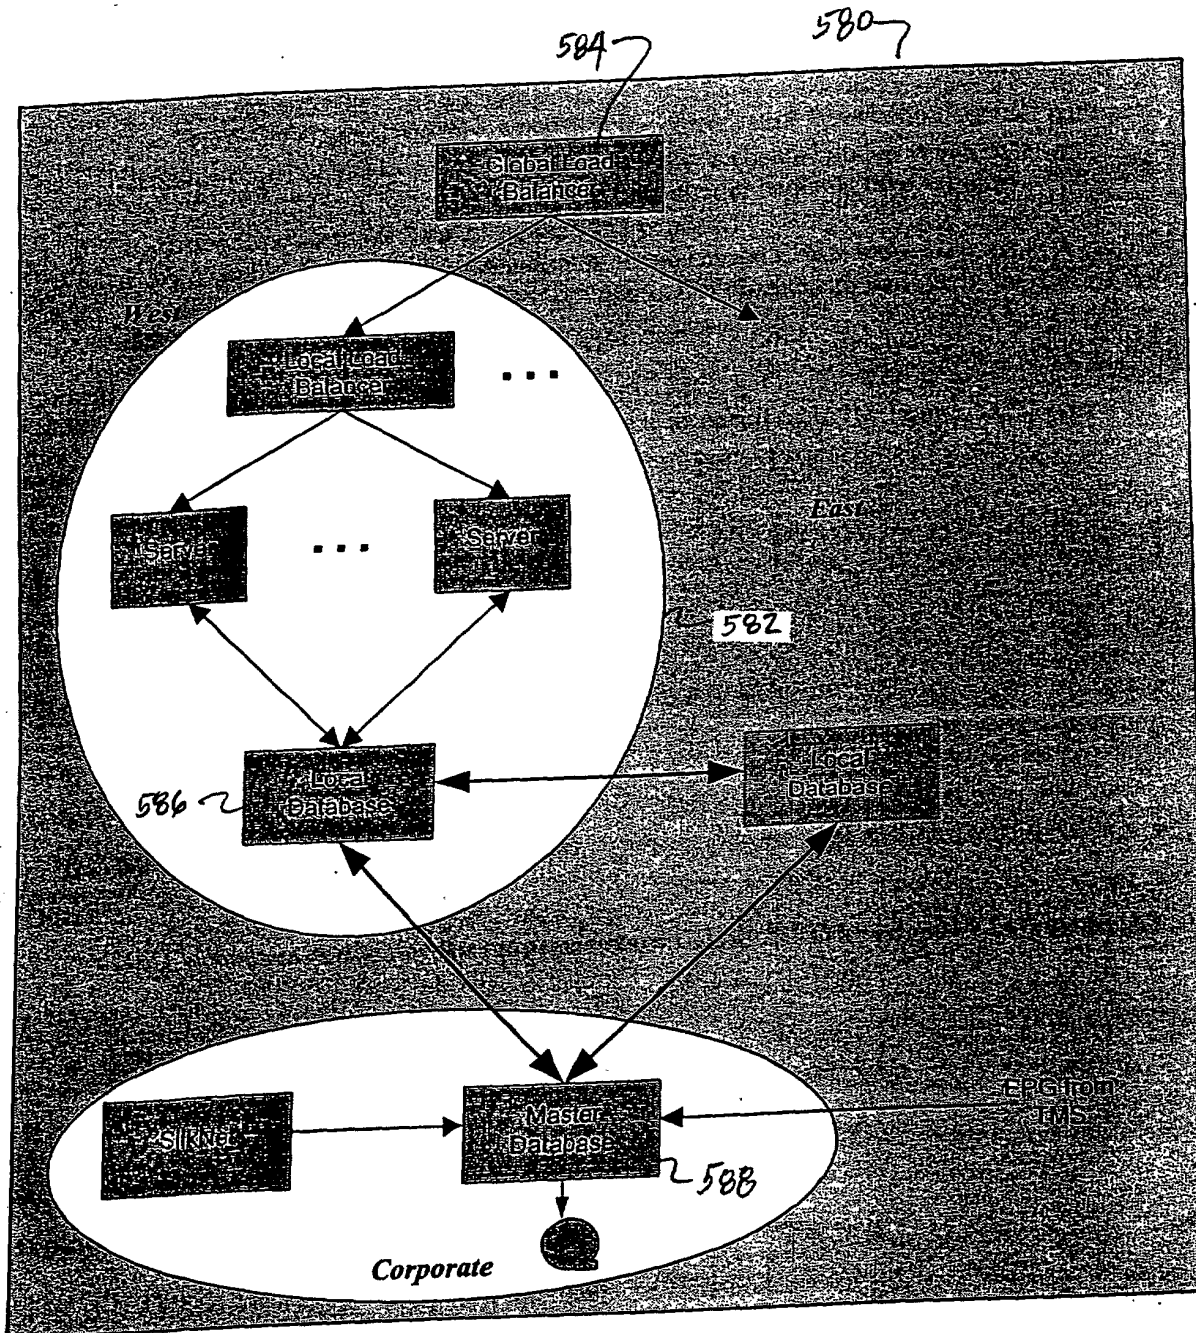 584
580
Global Load
Balancer
West
Local Load
Balancer
...
Server
...
Server
East
582
Local
Database
586
Local
Database
EPG from
TMS
SilkNet
Master
Database
588
Corporate